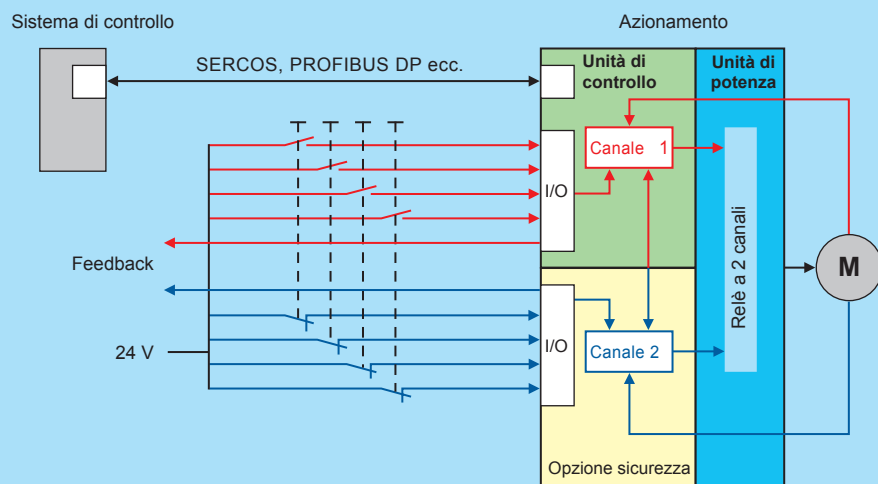 Sistema di controllo
Azionamento
SERCOS, PROFIBUS DP ecc.
Unità di
controllo
Unità di
potenza
Canale 1
I/O
Relè a 2 canali
M
Feedback
24 V
I/O
Canale 2
Opzione sicurezza